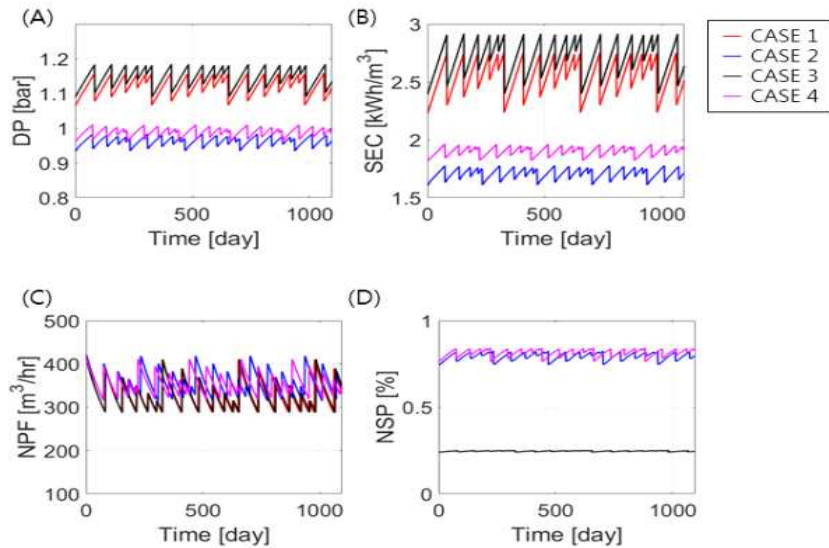 (A)
1.2
1.1
1
0.9
0.8
DP [bar]
0
500
1000
Time [day]
(B)
3
2.5
2
1.5
SEC [kWh/m³]
0
500
1000
Time [day]
CASE 1
CASE 2
CASE 3
CASE 4
(C)
500
400
300
200
100
NPF [m³/hr]
0
500
1000
Time [day]
(D)
1
0.5
0
NSP [%]
0
500
1000
Time [day]